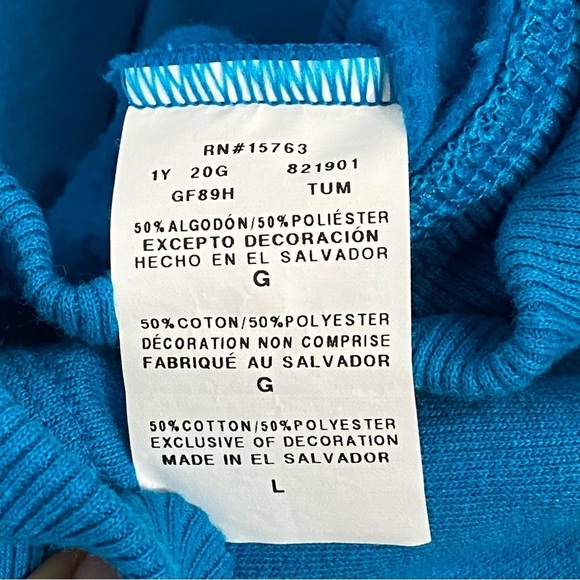 RN#15763
1Y 20G 821901
GF89H TUM
50%ALGODÓN/50%POLIÉSTER
EXCEPTO DECORACIÓN
HECHO EN EL SALVADOR
G
50%COTON/50%POLYESTER
DÉCORATION NON COMPRISE
FABRIQUÉ AU SALVADOR
G
50%COTTON/50%POLYESTER
EXCLUSIVE OF DECORATION
MADE IN EL SALVADOR
L